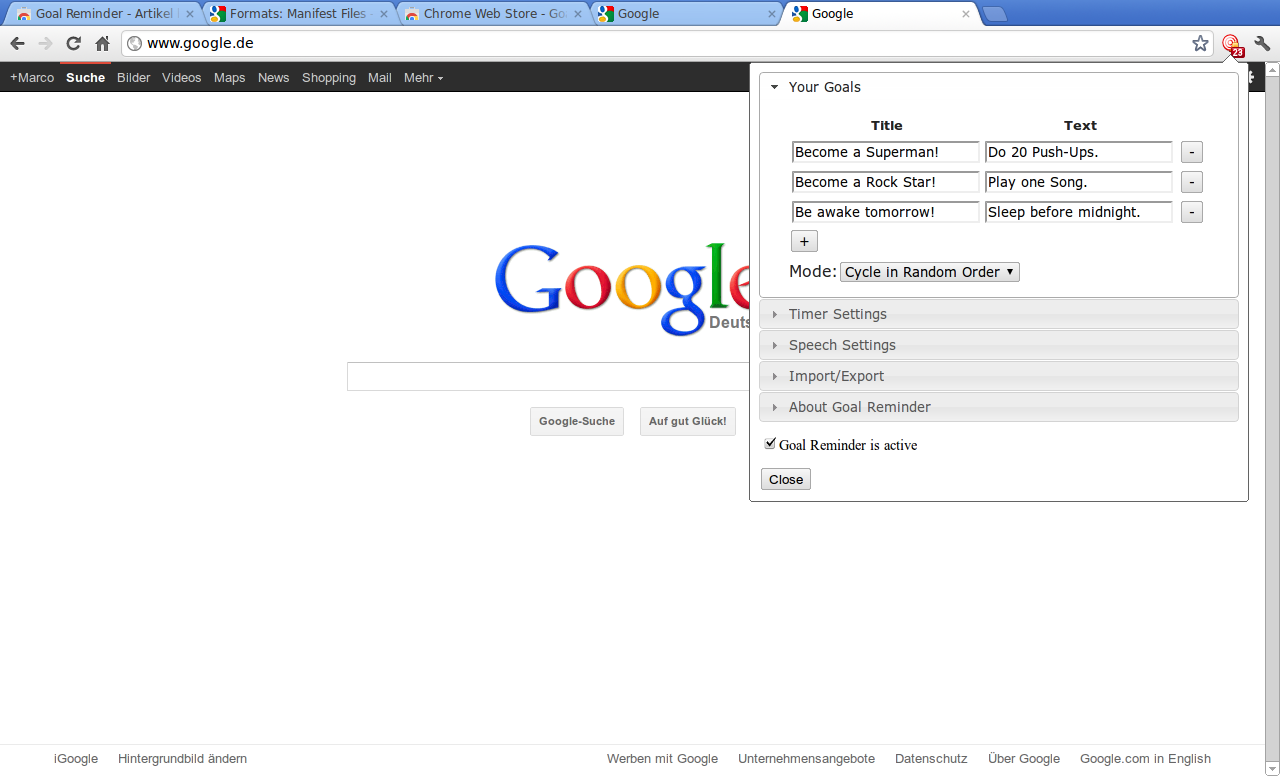 Goal Reminder - Artikel
Formats: Manifest Files -
Chrome Web Store - Go
Google
Google
www.google.de
23
+Marco Suche Bilder Videos Maps News Shopping Mail Mehr
Your Goals
Title Text
Become a Superman! Do 20 Push-Ups. -
Become a Rock Star! Play one Song. -
Be awake tomorrow! Sleep before midnight. -
+
Mode: Cycle in Random Order
Timer Settings
Speech Settings
Import/Export
About Goal Reminder
Goal Reminder is active
Close
Google
Deuts
Google-Suche Auf gut Glück!
iGoogle Hintergrundbild ändern Werben mit Google Unternehmensangebote Datenschutz Über Google Google.com in English